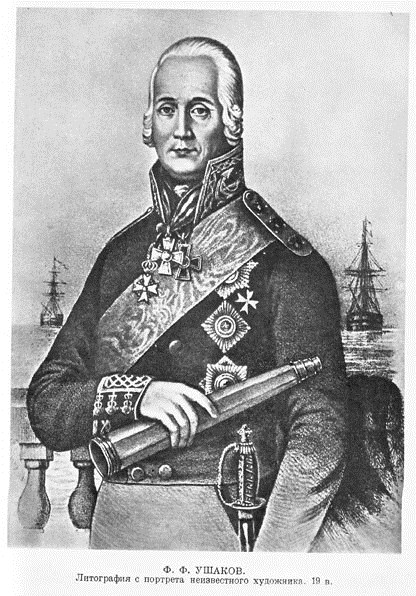 Ф. Ф. УШАКОВ.
Литография с портрета неизвестного художника. 19 в.